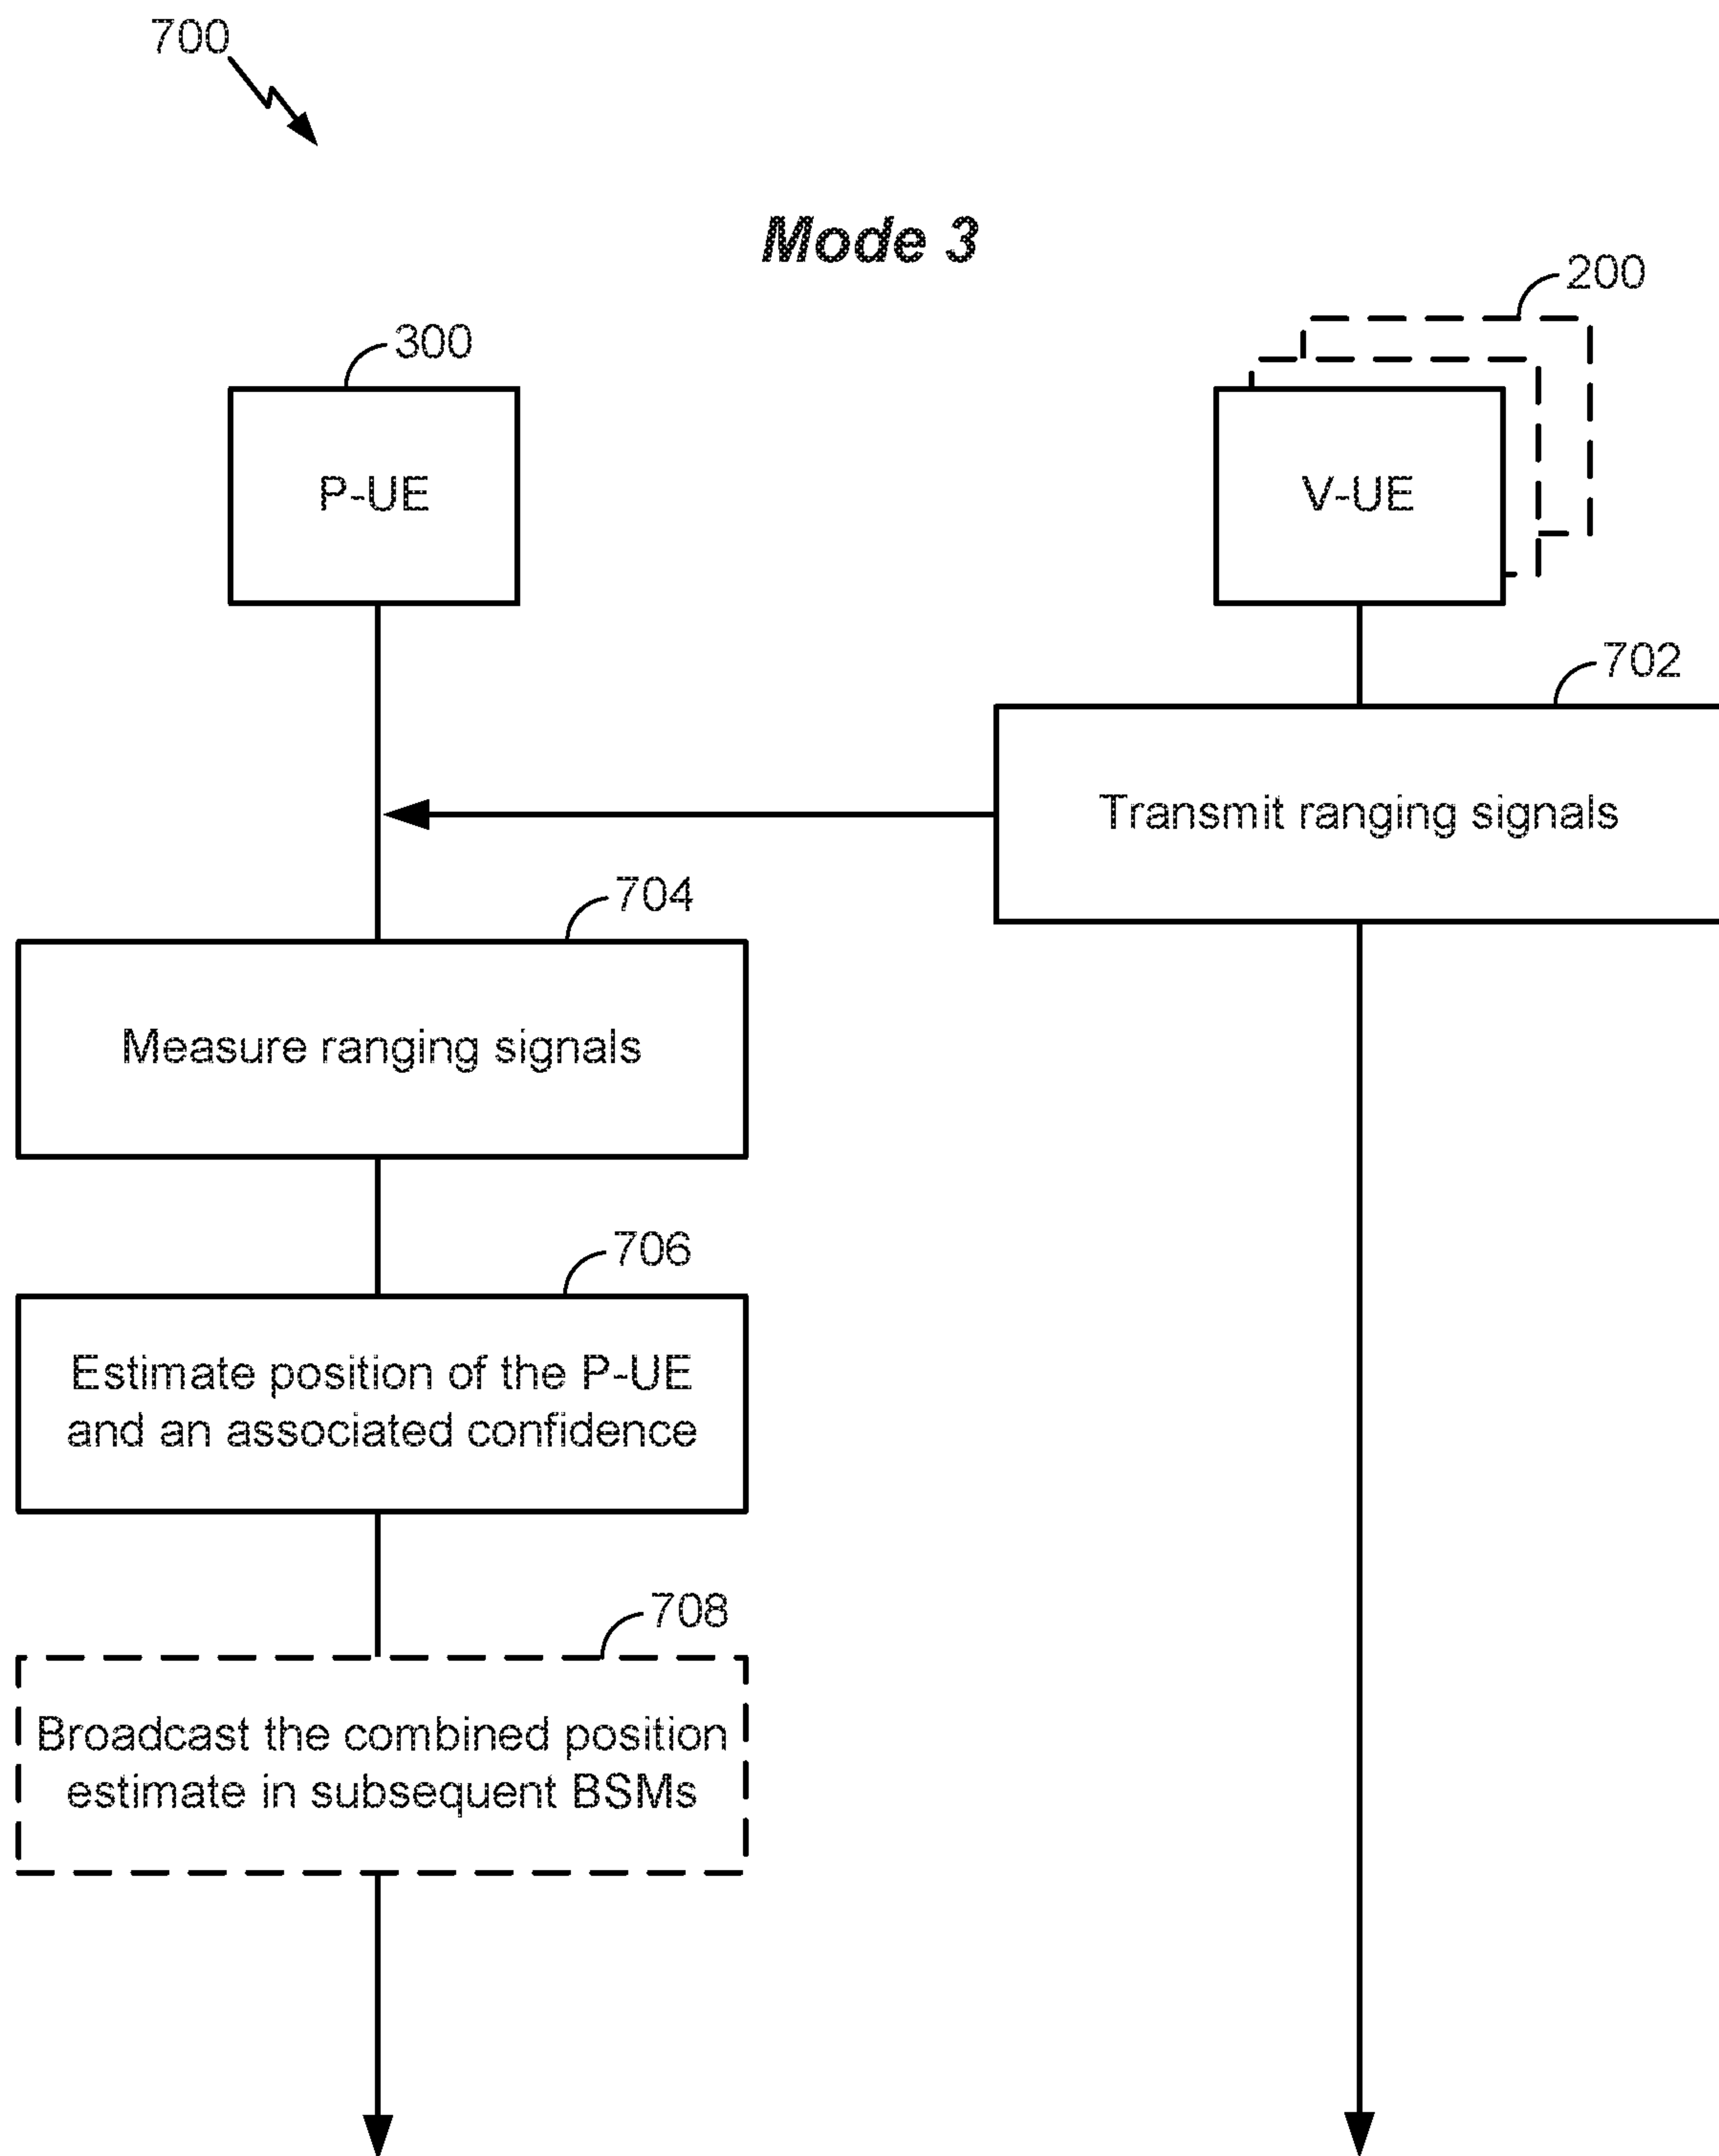 700
Mode 3
200
300
P-UE
V-UE
702
Transmit ranging signals
704
Measure ranging signals
706
Estimate position of the P-UE
and an associated confidence
708
Broadcast the combined position
estimate in subsequent BSMs